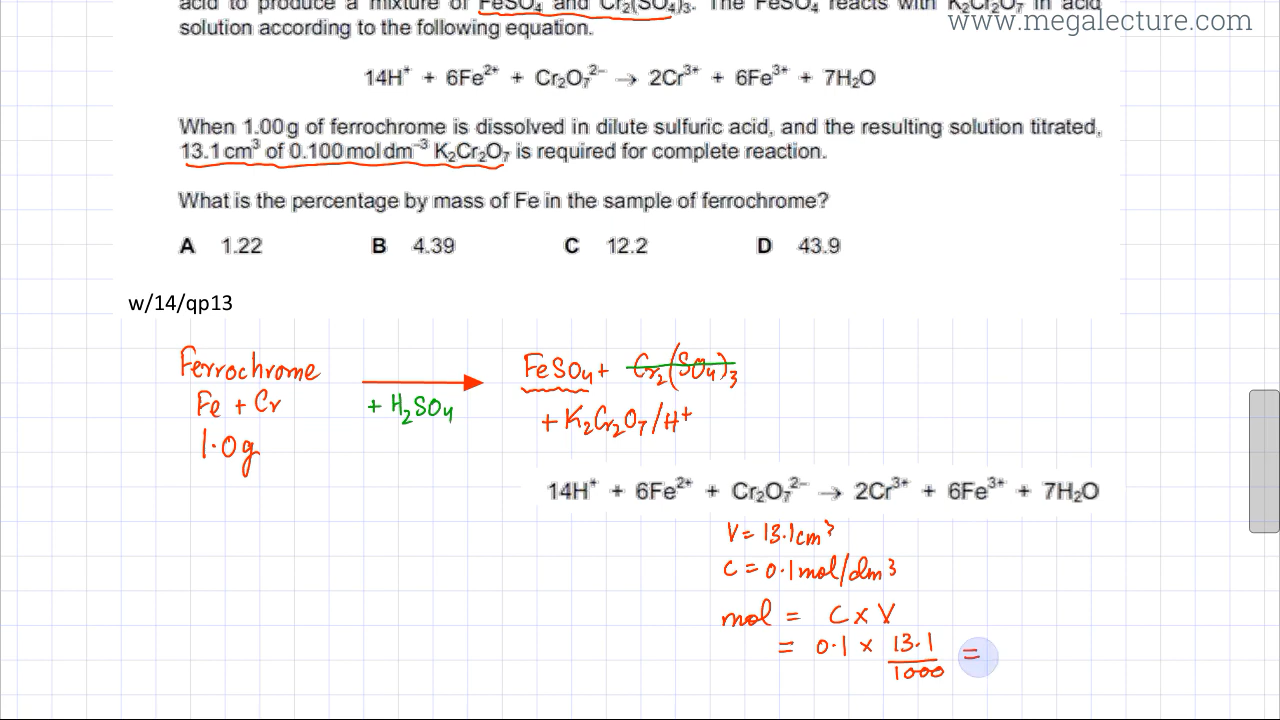 acid to produce a mixture of FeSO₄ and Cr₂(SO₄)₃. The FeSO₄ reacts with K₂Cr₂O₇ in acid
www.megalecture.com
solution according to the following equation.
14H⁺ + 6Fe²⁺ + Cr₂O₇²⁻ → 2Cr³⁺ + 6Fe³⁺ + 7H₂O
When 1.00 g of ferrochrome is dissolved in dilute sulfuric acid, and the resulting solution titrated,
13.1 cm³ of 0.100 mol dm⁻³ K₂Cr₂O₇ is required for complete reaction.
What is the percentage by mass of Fe in the sample of ferrochrome?
A 1.22 B 4.39 C 12.2 D 43.9
w/14/qp13
Ferrochrome FeSO₄ + Cr₂(SO₄)₃
Fe + Cr + H₂SO₄ + K₂Cr₂O₇/H⁺
1.0g
14H⁺ + 6Fe²⁺ + Cr₂O₇²⁻ → 2Cr³⁺ + 6Fe³⁺ + 7H₂O
V = 13.1cm³
C = 0.1mol/dm³
mol = C × V
= 0.1 × 13.1/1000 =